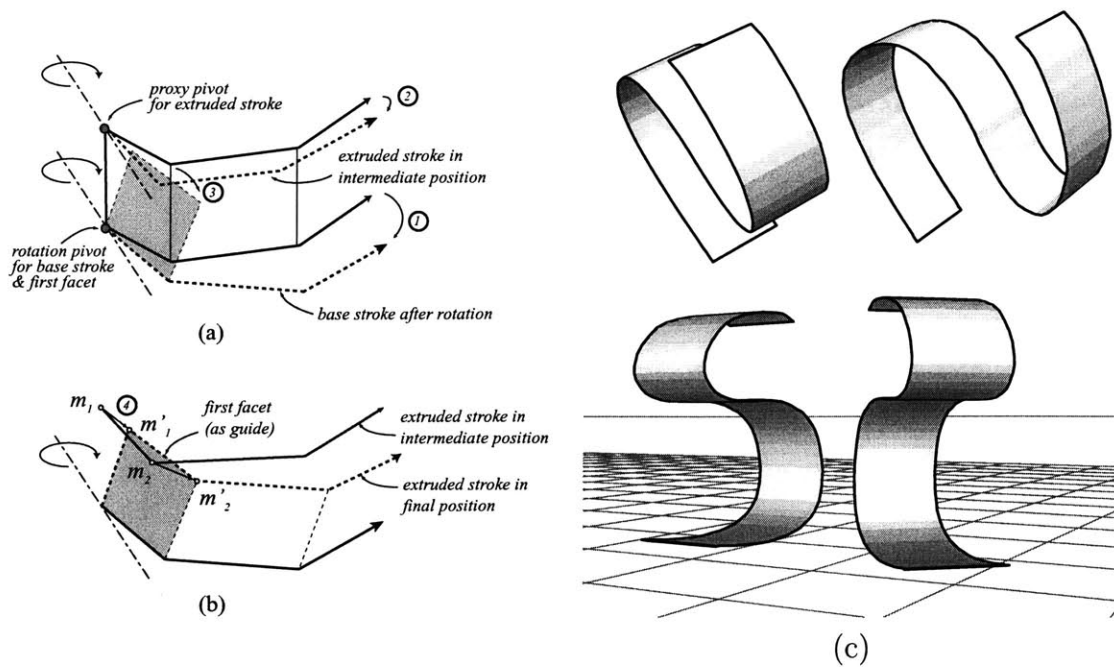 proxy pivot
for extruded stroke
②
extruded stroke in
intermediate position
③
①
rotation pivot
for base stroke
& first facet
base stroke after rotation
(a)
m₁
④
m'₁
first facet
(as guide)
extruded stroke in
intermediate position
m₂
m'₂
extruded stroke in
final position
(b)
(c)